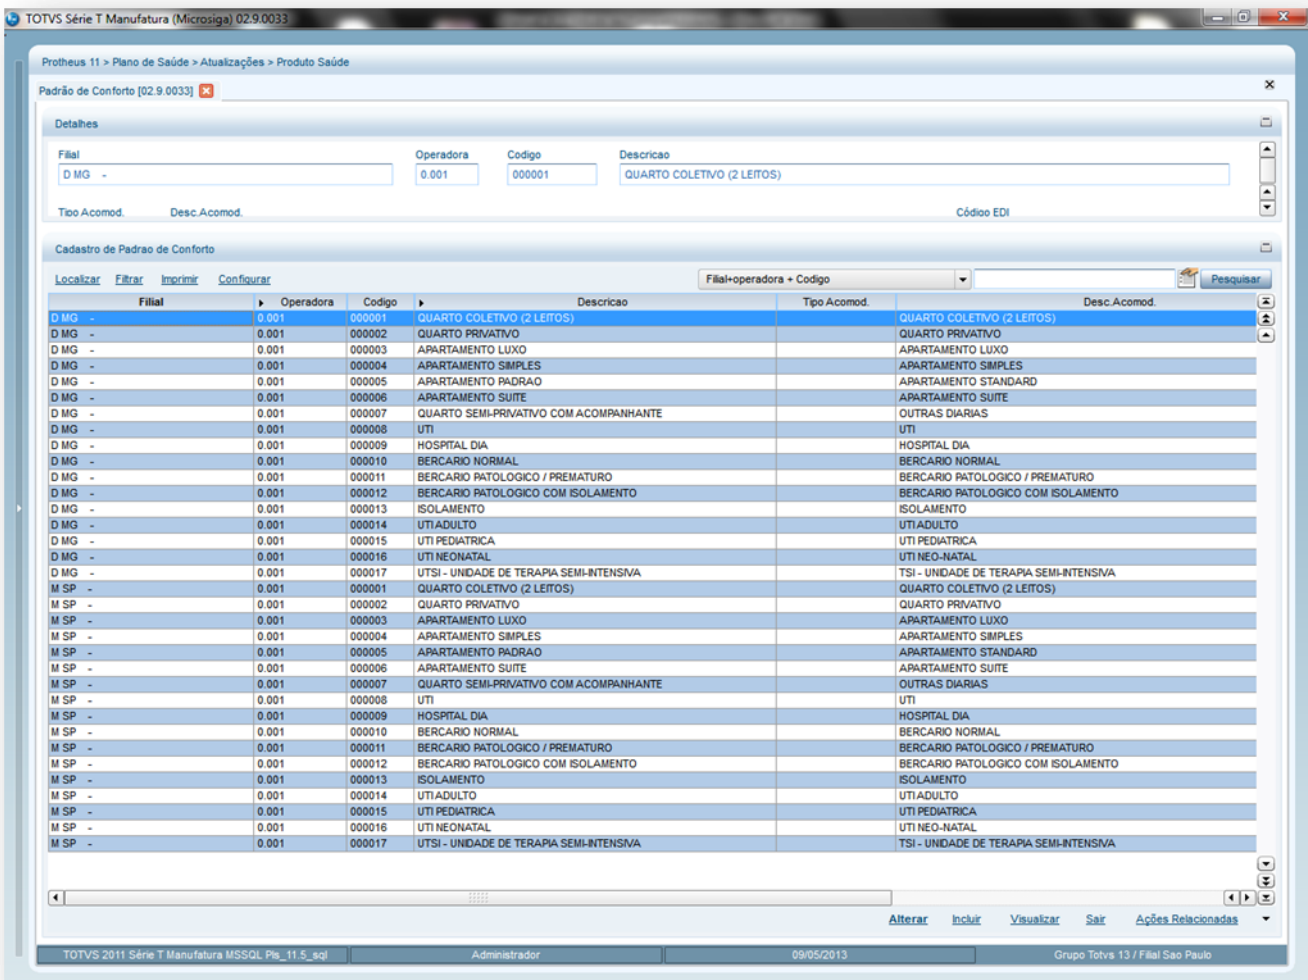 TOTVS Série T Manufatura (Microsiga) 02.9.0033
Protheus 11 > Plano de Saúde > Atualizações > Produto Saúde
Padrão de Conforto [02.9.0033]
Detalhes
Filial Operadora Codigo Descricao
D MG - 0.001 000001 QUARTO COLETIVO (2 LEITOS)
Tipo Acomod. Desc.Acomod. Código EDI
Cadastro de Padrao de Conforto
Localizar Filtrar Imprimir Configurar Filial+operadora + Codigo Pesquisar
Filial Operadora Codigo Descricao Tipo Acomod. Desc.Acomod.
D MG - 0.001 000001 QUARTO COLETIVO (2 LEITOS) QUARTO COLETIVO (2 LEITOS)
D MG - 0.001 000002 QUARTO PRIVATIVO QUARTO PRIVATIVO
D MG - 0.001 000003 APARTAMENTO LUXO APARTAMENTO LUXO
D MG - 0.001 000004 APARTAMENTO SIMPLES APARTAMENTO SIMPLES
D MG - 0.001 000005 APARTAMENTO PADRAO APARTAMENTO STANDARD
D MG - 0.001 000006 APARTAMENTO SUITE APARTAMENTO SUITE
D MG - 0.001 000007 QUARTO SEMI-PRIVATIVO COM ACOMPANHANTE OUTRAS DIARIAS
D MG - 0.001 000008 UTI UTI
D MG - 0.001 000009 HOSPITAL DIA HOSPITAL DIA
D MG - 0.001 000010 BERCARIO NORMAL BERCARIO NORMAL
D MG - 0.001 000011 BERCARIO PATOLOGICO / PREMATURO BERCARIO PATOLOGICO / PREMATURO
D MG - 0.001 000012 BERCARIO PATOLOGICO COM ISOLAMENTO BERCARIO PATOLOGICO COM ISOLAMENTO
D MG - 0.001 000013 ISOLAMENTO ISOLAMENTO
D MG - 0.001 000014 UTI ADULTO UTI ADULTO
D MG - 0.001 000015 UTI PEDIATRICA UTI PEDIATRICA
D MG - 0.001 000016 UTI NEONATAL UTI NEO-NATAL
D MG - 0.001 000017 UTSI - UNIDADE DE TERAPIA SEMI-INTENSIVA TSI - UNIDADE DE TERAPIA SEMI-INTENSIVA
M SP - 0.001 000001 QUARTO COLETIVO (2 LEITOS) QUARTO COLETIVO (2 LEITOS)
M SP - 0.001 000002 QUARTO PRIVATIVO QUARTO PRIVATIVO
M SP - 0.001 000003 APARTAMENTO LUXO APARTAMENTO LUXO
M SP - 0.001 000004 APARTAMENTO SIMPLES APARTAMENTO SIMPLES
M SP - 0.001 000005 APARTAMENTO PADRAO APARTAMENTO STANDARD
M SP - 0.001 000006 APARTAMENTO SUITE APARTAMENTO SUITE
M SP - 0.001 000007 QUARTO SEMI-PRIVATIVO COM ACOMPANHANTE OUTRAS DIARIAS
M SP - 0.001 000008 UTI UTI
M SP - 0.001 000009 HOSPITAL DIA HOSPITAL DIA
M SP - 0.001 000010 BERCARIO NORMAL BERCARIO NORMAL
M SP - 0.001 000011 BERCARIO PATOLOGICO / PREMATURO BERCARIO PATOLOGICO / PREMATURO
M SP - 0.001 000012 BERCARIO PATOLOGICO COM ISOLAMENTO BERCARIO PATOLOGICO COM ISOLAMENTO
M SP - 0.001 000013 ISOLAMENTO ISOLAMENTO
M SP - 0.001 000014 UTI ADULTO UTI ADULTO
M SP - 0.001 000015 UTI PEDIATRICA UTI PEDIATRICA
M SP - 0.001 000016 UTI NEONATAL UTI NEO-NATAL
M SP - 0.001 000017 UTSI - UNIDADE DE TERAPIA SEMI-INTENSIVA TSI - UNIDADE DE TERAPIA SEMI-INTENSIVA
Alterar Incluir Visualizar Sair Ações Relacionadas
TOTVS 2011 Série T Manufatura MSSQL Pls_11.5_sql Administrador 09/05/2013 Grupo Totvs 13 / Filial Sao Paulo